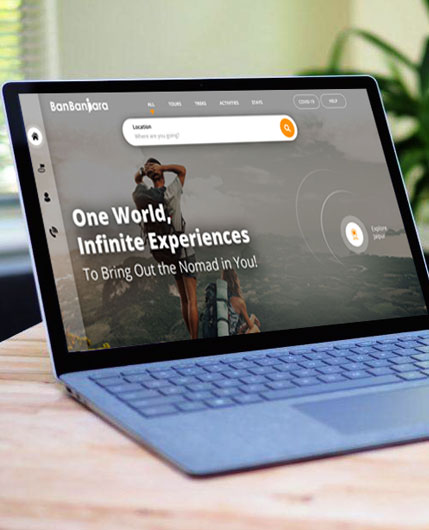 BanBanjara
ALL TOURS TREKS ACTIVITIES STAYS COVID-19 HELP
Location
Where are you going?
One World,
Infinite Experiences
To Bring Out the Nomad in You!
Explore